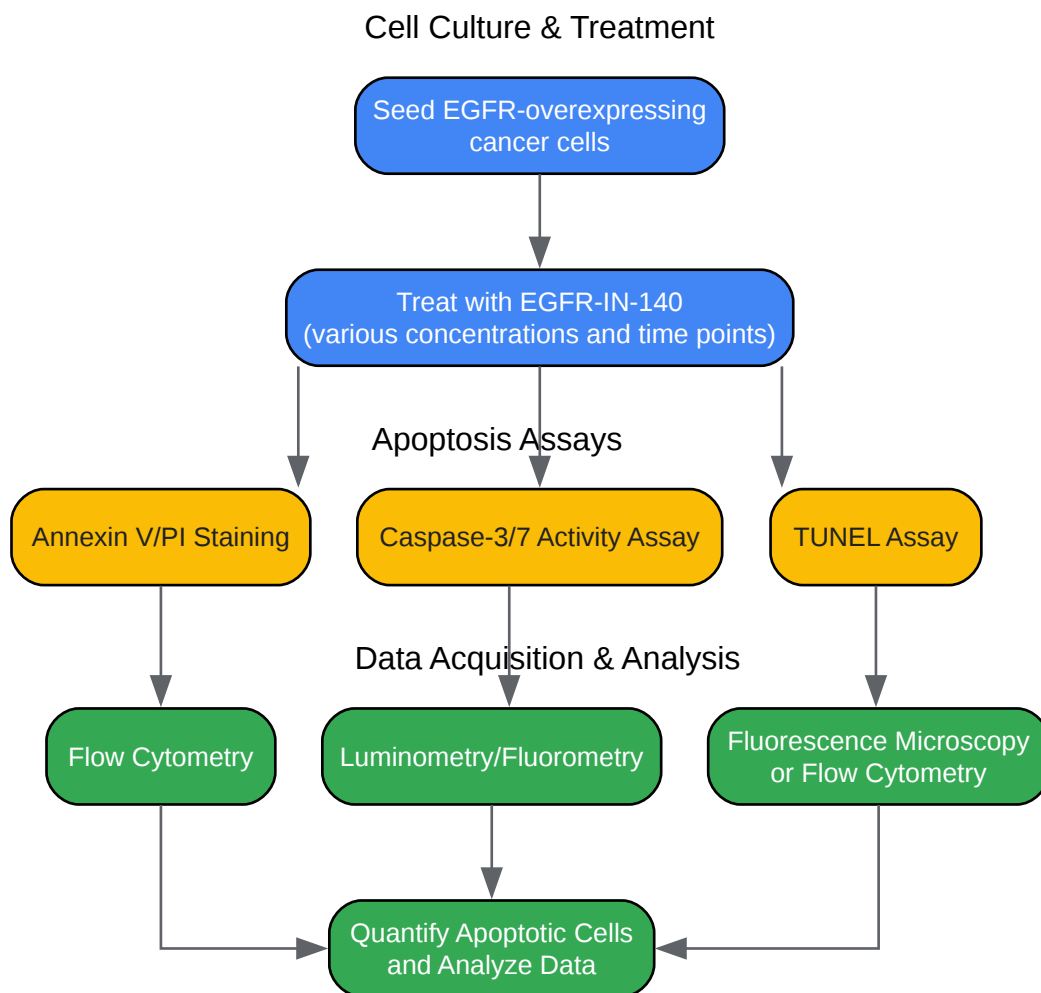 Cell Culture & Treatment
Seed EGFR-overexpressing
cancer cells
Treat with EGFR-IN-140
(various concentrations and time points)
Apoptosis Assays
Annexin V/PI Staining
Caspase-3/7 Activity Assay
TUNEL Assay
Data Acquisition & Analysis
Flow Cytometry
Luminometry/Fluorometry
Fluorescence Microscopy
or Flow Cytometry
Quantify Apoptotic Cells
and Analyze Data